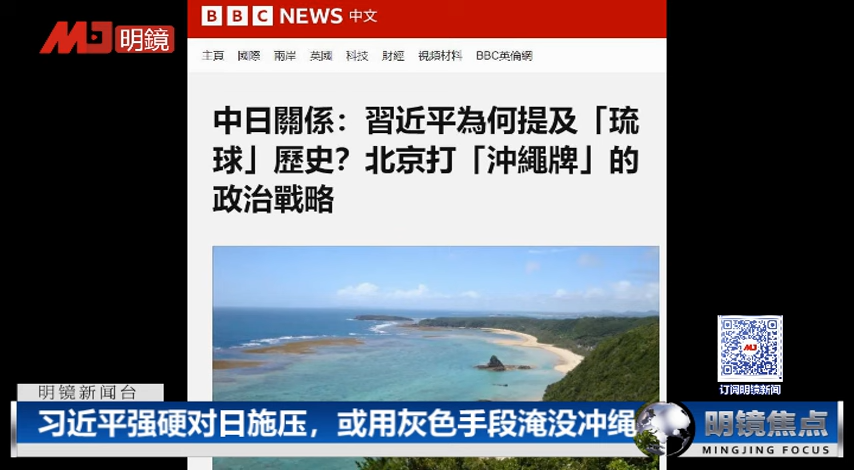 明鏡
BBC NEWS 中文
主頁 國際 兩岸 英國 科技 財經 視頻材料 BBC英倫網
中日關係：習近平為何提及「琉
球」歷史？北京打「沖繩牌」的
政治戰略
订阅明镜新闻
明镜新闻台
习近平强硬对日施压，或用灰色手段淹没冲绳
明镜焦点
MINGJING FOCUS